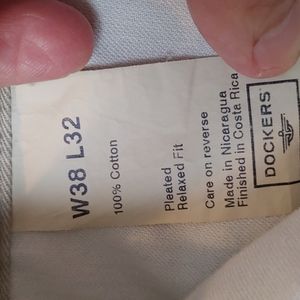 W38 L32
100% Cotton
Pleated
Relaxed Fit
Care on reverse
Made in Nicaragua
Finished in Costa Rica
DOCKERS®